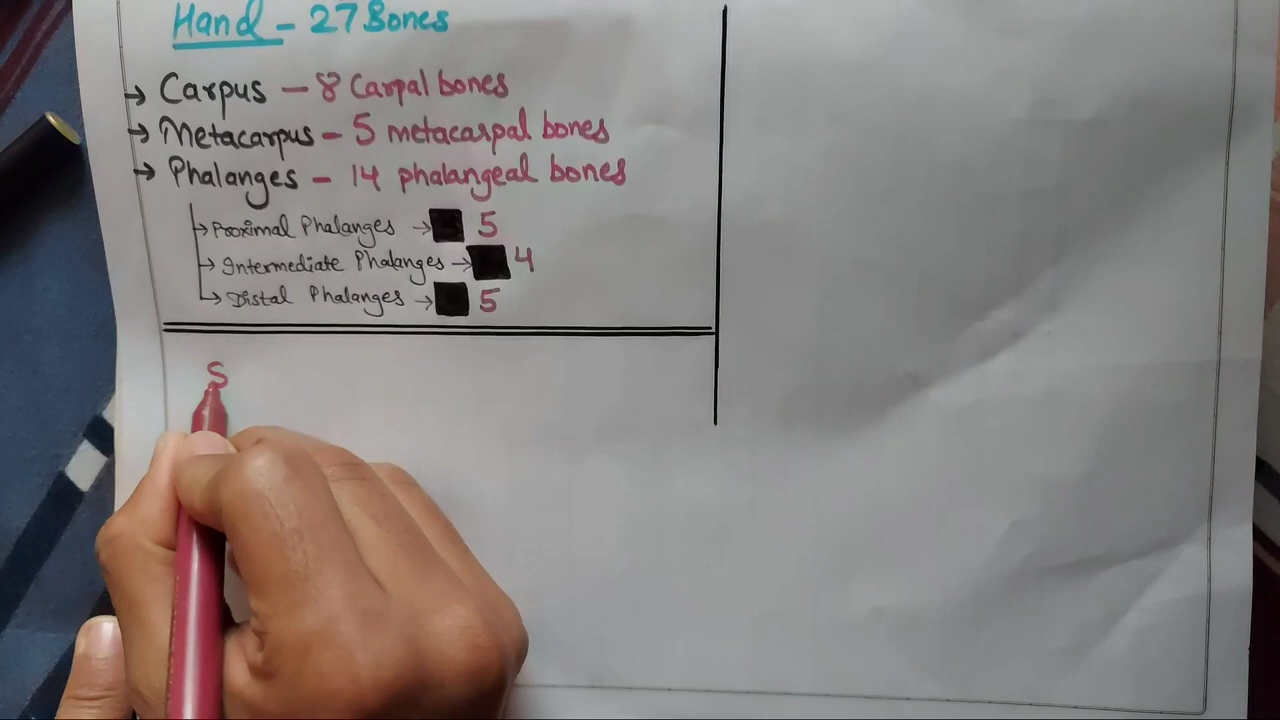 Hand - 27 Bones
→ Carpus - 8 Carpal bones
→ Metacarpus - 5 metacarpal bones
→ Phalanges - 14 phalangeal bones
→ Proximal Phalanges → 5
→ Intermediate Phalanges → 4
→ Distal Phalanges → 5
S